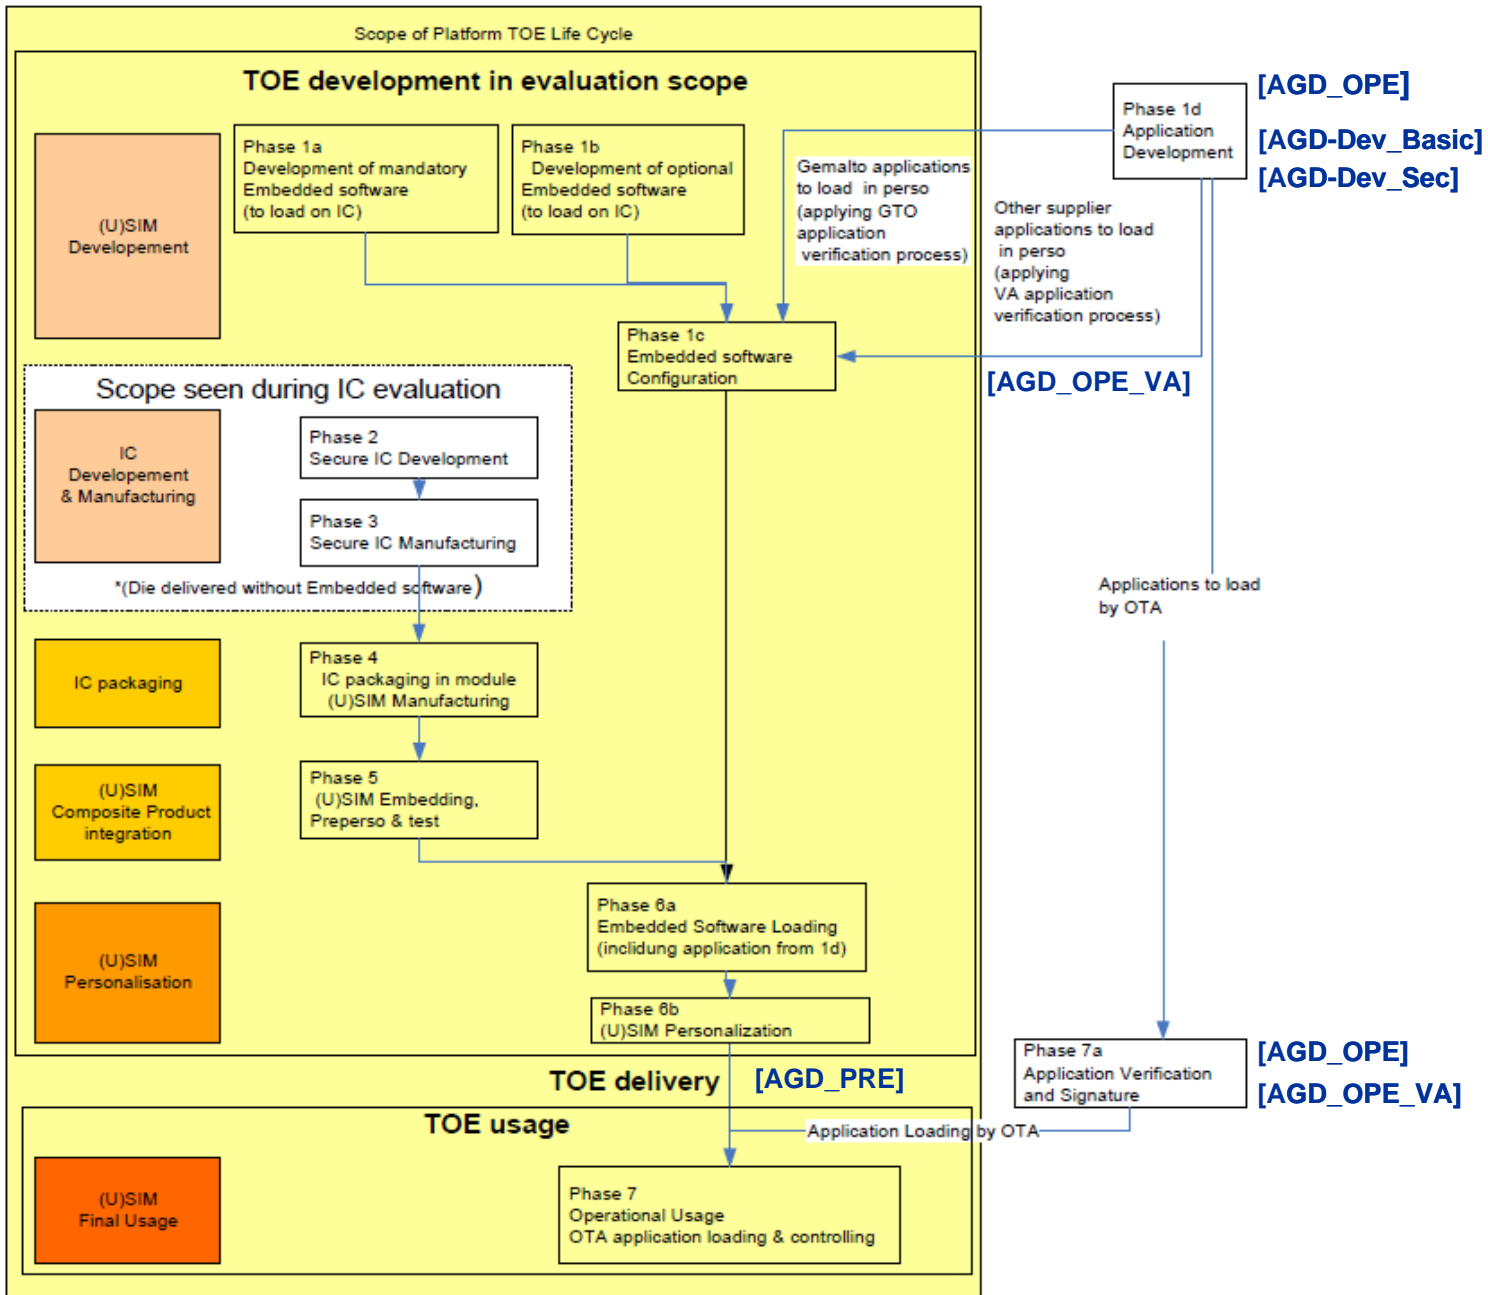 Scope of Platform TOE Life Cycle
TOE development in evaluation scope
(U)SIM
Developement
Phase 1a
Development of mandatory
Embedded software
(to load on IC)
Phase 1b
Development of optional
Embedded software
(to load on IC)
Gemalto applications
to load in perso
(applying GTO
application
verification process)
Phase 1d
Application
Development
[AGD_OPE]
[AGD-Dev_Basic]
[AGD-Dev_Sec]
Other supplier
applications to load
in perso
(applying
VA application
verification process)
Phase 1c
Embedded software
Configuration
[AGD_OPE_VA]
Scope seen during IC evaluation
IC
Developement
& Manufacturing
Phase 2
Secure IC Development
Phase 3
Secure IC Manufacturing
*(Die delivered without Embedded software)
Applications to load
by OTA
IC packaging
Phase 4
IC packaging in module
(U)SIM Manufacturing
(U)SIM
Composite Product
integration
Phase 5
(U)SIM Embedding,
Preperso & test
(U)SIM
Personalisation
Phase 6a
Embedded Software Loading
(inclidung application from 1d)
Phase 6b
(U)SIM Personalization
Phase 7a
Application Verification
and Signature
[AGD_OPE]
[AGD_OPE_VA]
TOE delivery
[AGD_PRE]
TOE usage
Application Loading by OTA
(U)SIM
Final Usage
Phase 7
Operational Usage
OTA application loading & controlling